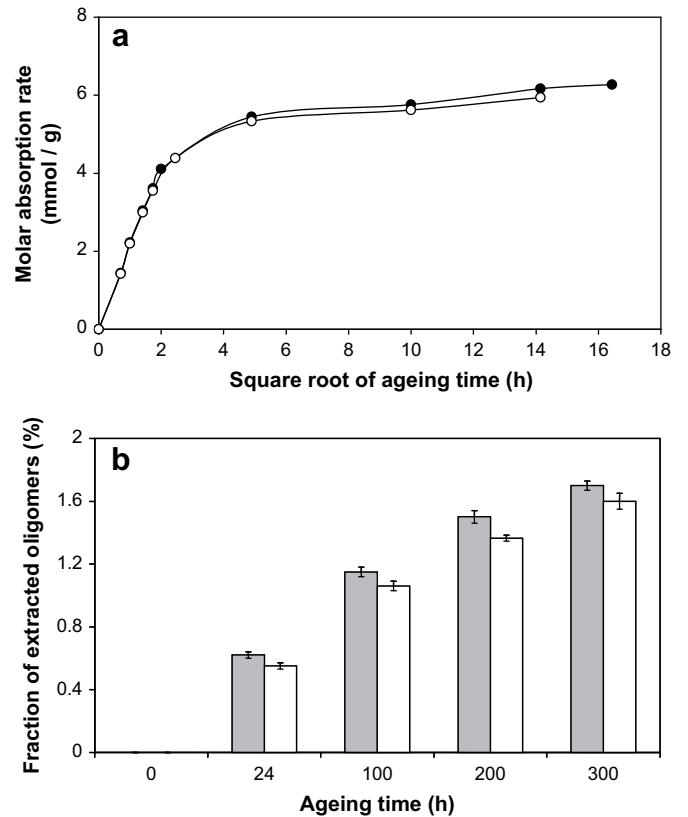 a
8
6
4
2
0
Molar absorption rate
(mmol / g)
0 2 4 6 8 10 12 14 16 18
Square root of ageing time (h)
b
2
1.6
1.2
0.8
0.4
0
Fraction of extracted oligomers (%)
0 24 100 200 300
Ageing time (h)